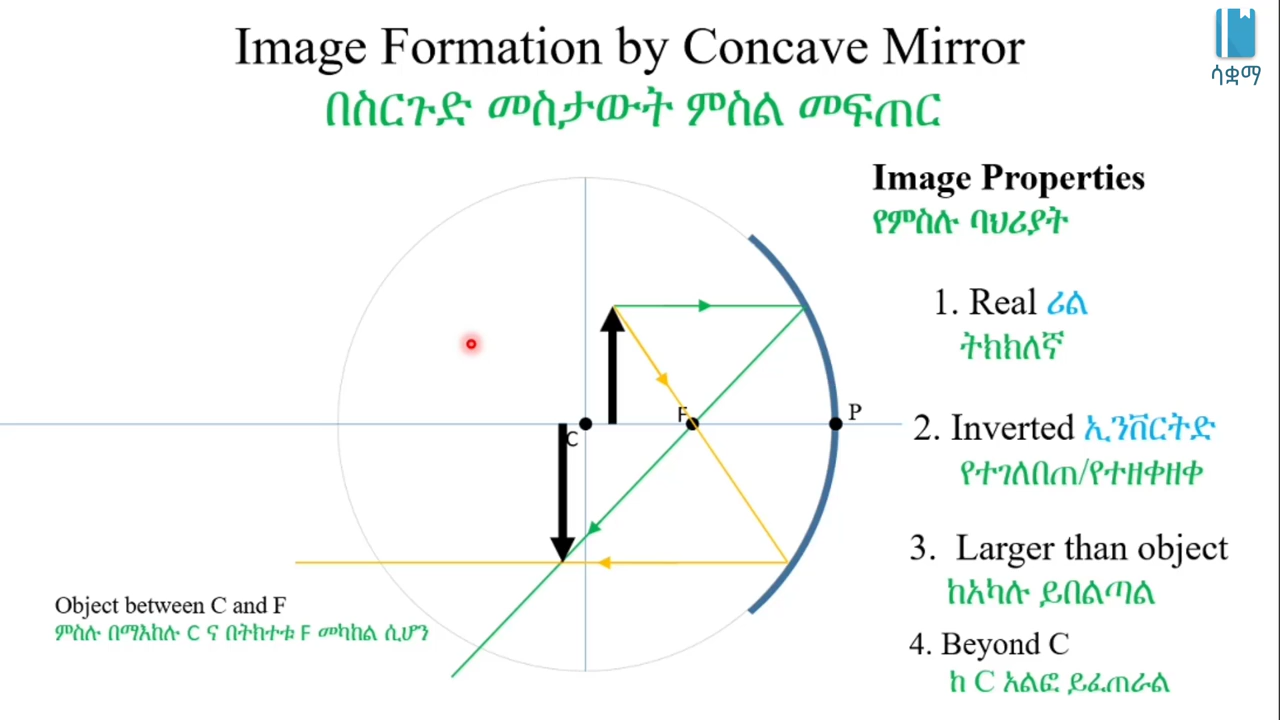 Image Formation by Concave Mirror
በስርጉድ መስታውት ምስል መፍጠር
ሳቋማ
Image Properties
የምስሉ ባህሪያት
1. Real ሪል
ትክክለኛ
F
P
C
2. Inverted ኢንቨርትድ
የተገለበጠ/የተዘቀዘቀ
3. Larger than object
ከአካሉ ይበልጣል
Object between C and F
ምስሉ በማእከሉ C ና በትክተቱ F መካከል ሲሆን
4. Beyond C
ከ C አልፎ ይፈጠራል